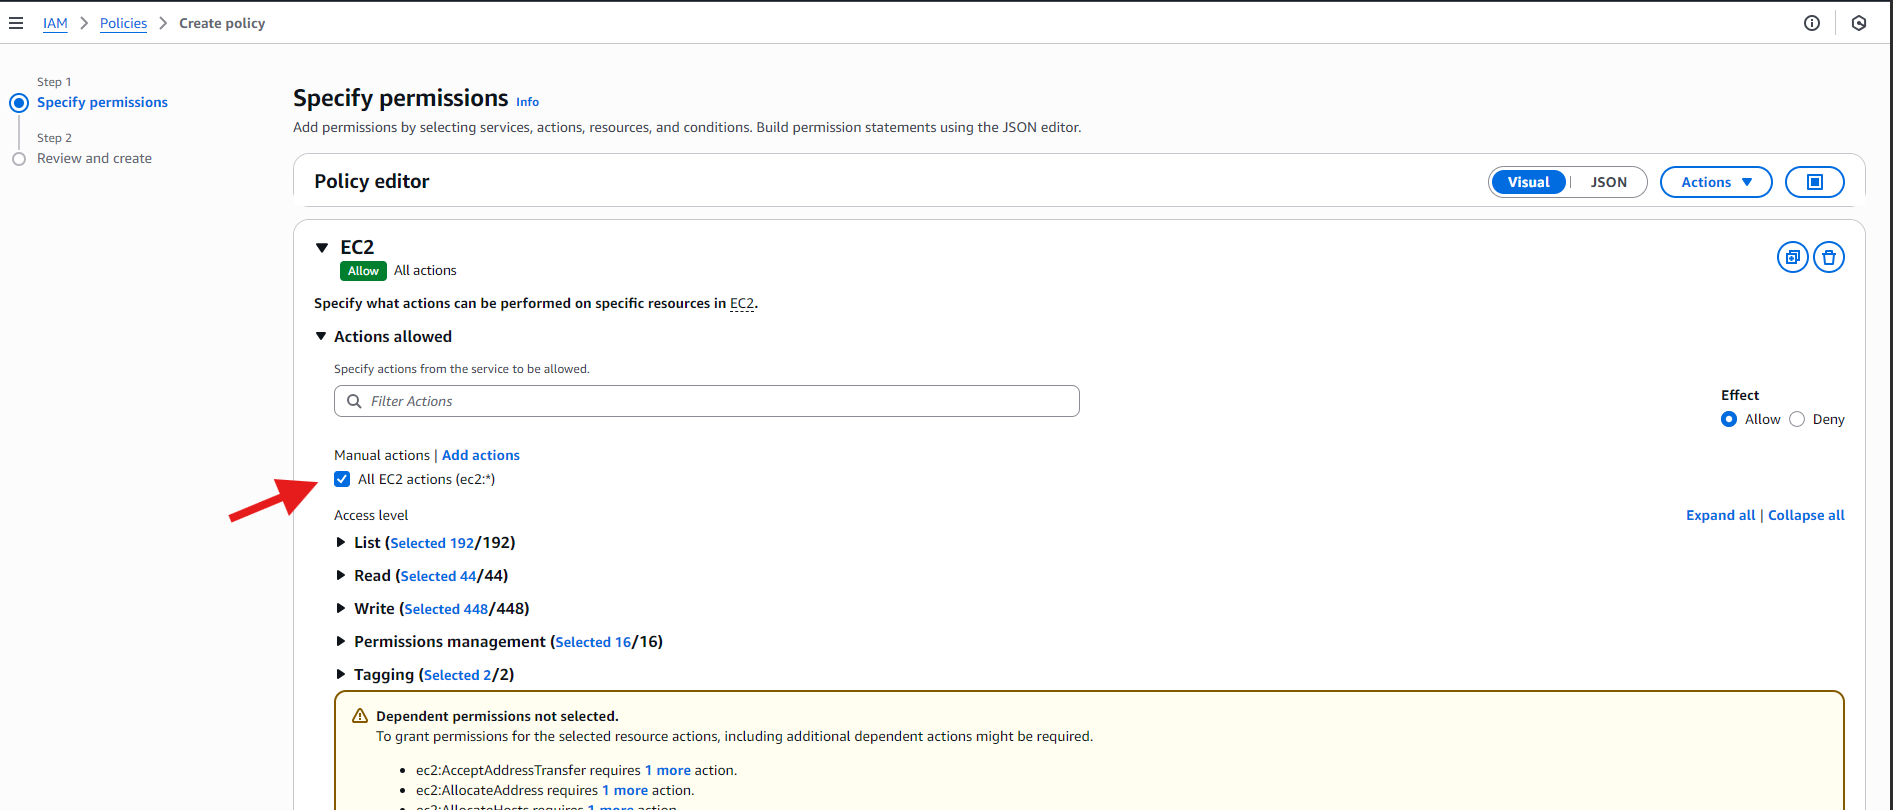 IAM > Policies > Create policy
Step 1
Specify permissions
Step 2
Review and create
Specify permissions Info
Add permissions by selecting services, actions, resources, and conditions. Build permission statements using the JSON editor.
Policy editor
Visual | JSON
Actions
EC2
Allow All actions
Specify what actions can be performed on specific resources in EC2.
Actions allowed
Specify actions from the service to be allowed.
Filter Actions
Effect
Allow Deny
Manual actions | Add actions
All EC2 actions (ec2:*)
Access level
Expand all | Collapse all
List (Selected 192/192)
Read (Selected 44/44)
Write (Selected 448/448)
Permissions management (Selected 16/16)
Tagging (Selected 2/2)
Dependent permissions not selected.
To grant permissions for the selected resource actions, including additional dependent actions might be required.
• ec2:AcceptAddressTransfer requires 1 more action.
• ec2:AllocateAddress requires 1 more action.
• ec2:AllocateHosts requires 1 more action.